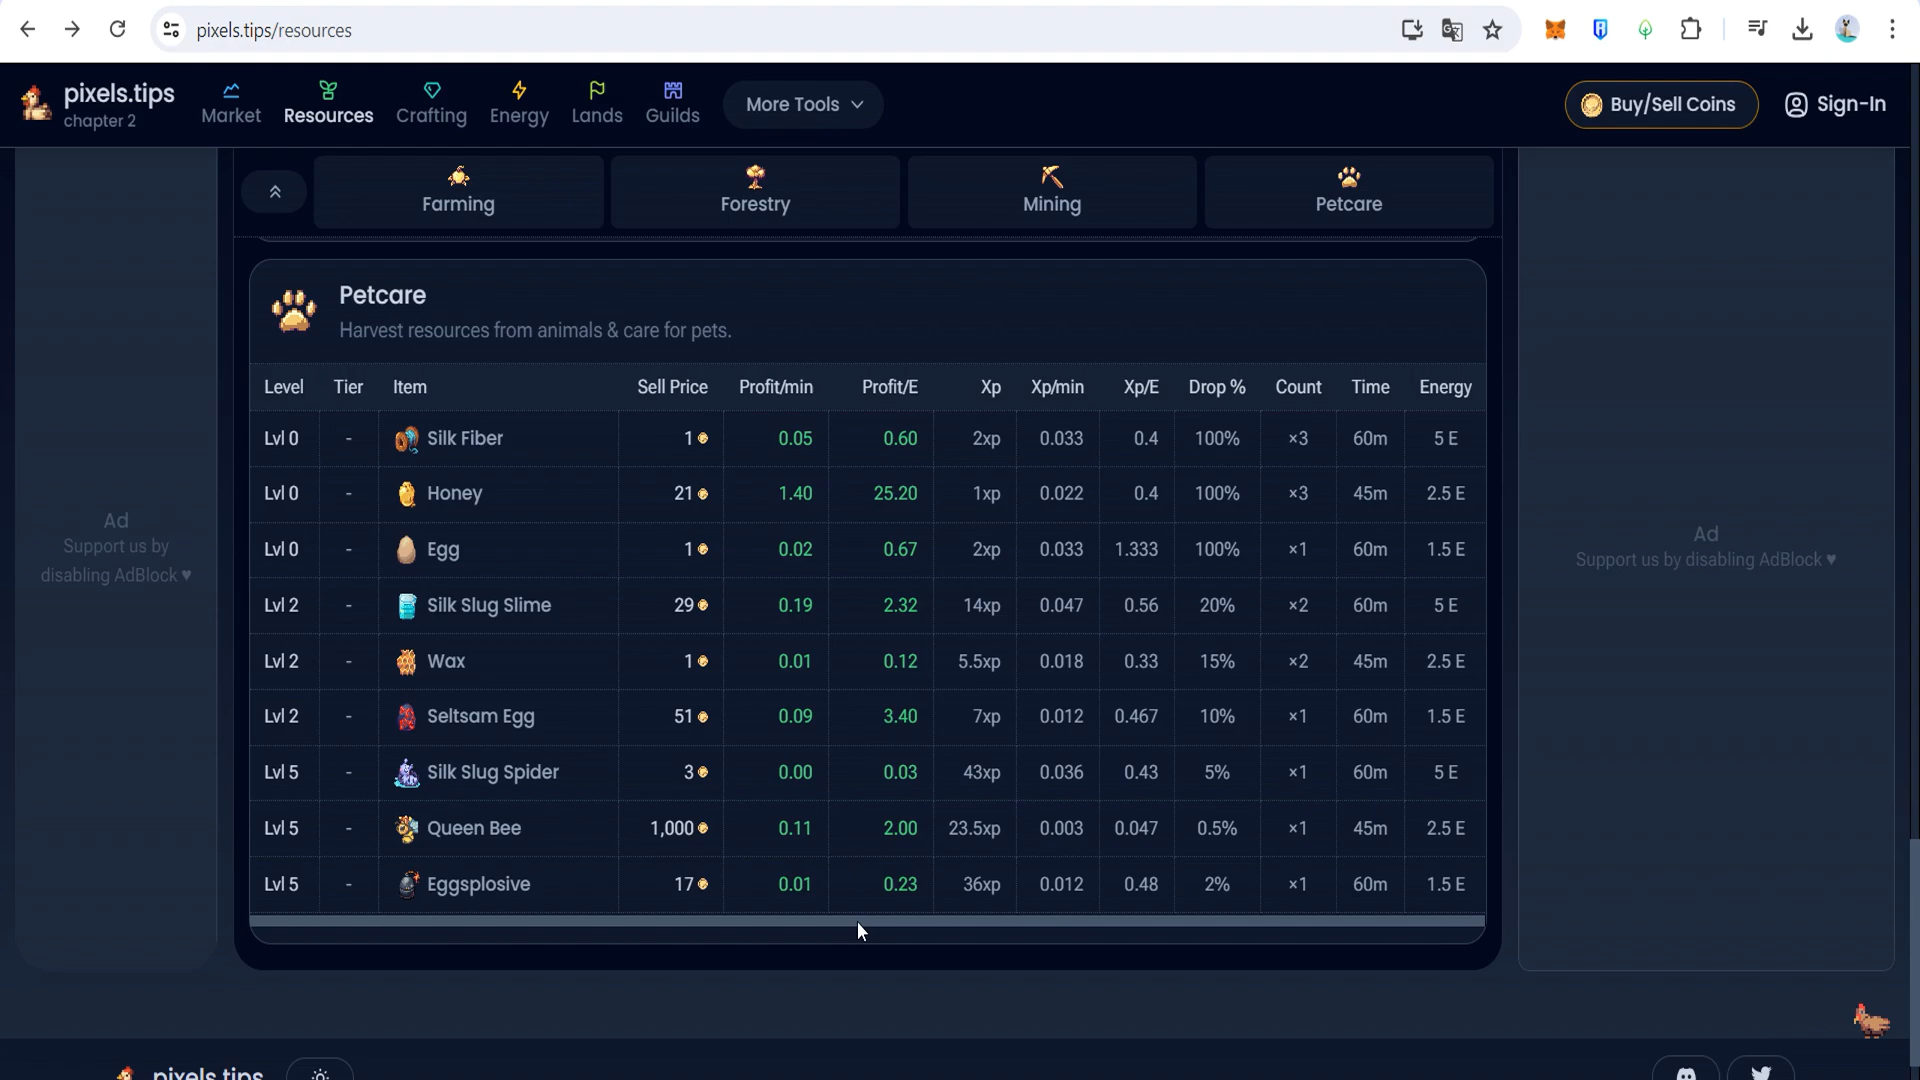 pixels.tips/resources
pixels.tips
chapter 2
Market
Resources
Crafting
Energy
Lands
Guilds
More Tools
Buy/Sell Coins
Sign-In
Farming
Forestry
Mining
Petcare
Petcare
Harvest resources from animals & care for pets.
Level Tier Item Sell Price Profit/min Profit/E Xp Xp/min Xp/E Drop % Count Time Energy
Lvl 0 - Silk Fiber 1 0.05 0.60 2xp 0.033 0.4 100% ×3 60m 5 E
Lvl 0 - Honey 21 1.40 25.20 1xp 0.022 0.4 100% ×3 45m 2.5 E
Lvl 0 - Egg 1 0.02 0.67 2xp 0.033 1.333 100% ×1 60m 1.5 E
Lvl 2 - Silk Slug Slime 29 0.19 2.32 14xp 0.047 0.56 20% ×2 60m 5 E
Lvl 2 - Wax 1 0.01 0.12 5.5xp 0.018 0.33 15% ×2 45m 2.5 E
Lvl 2 - Seltsam Egg 51 0.09 3.40 7xp 0.012 0.467 10% ×1 60m 1.5 E
Lvl 5 - Silk Slug Spider 3 0.00 0.03 43xp 0.036 0.43 5% ×1 60m 5 E
Lvl 5 - Queen Bee 1,000 0.11 2.00 23.5xp 0.003 0.047 0.5% ×1 45m 2.5 E
Lvl 5 - Eggsplosive 17 0.01 0.23 36xp 0.012 0.48 2% ×1 60m 1.5 E
Ad
Support us by
disabling AdBlock ♥
Ad
Support us by disabling AdBlock ♥
pixels.tips